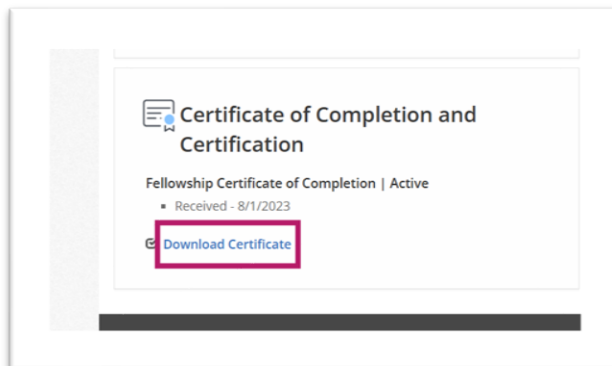 Certificate of Completion and
Certification
Fellowship Certificate of Completion | Active
▪ Received - 8/1/2023
Download Certificate